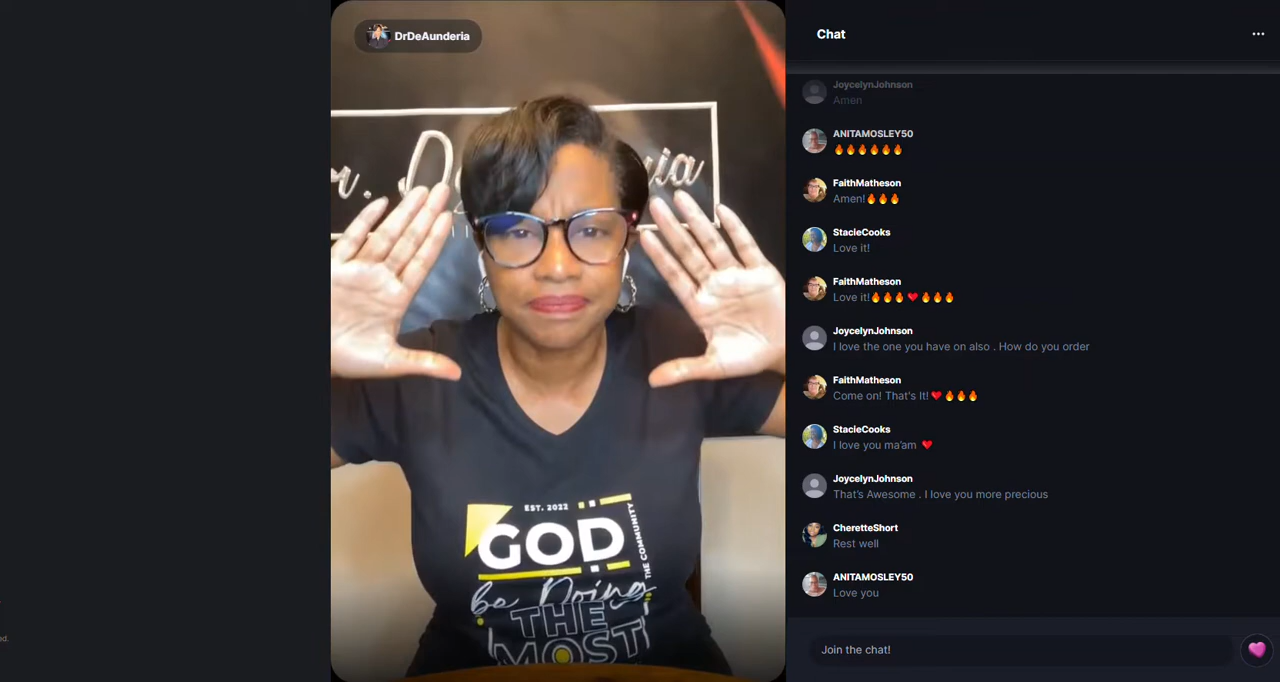 DrDeAunderia
EST. 2022
GOD
THE COMMUNITY
be Doing
THE
MOST
Chat
JoycelynJohnson
Amen
ANITAMOSLEY50
🔥🔥🔥🔥🔥🔥
FaithMatheson
Amen!🔥🔥🔥
StacieCooks
Love it!
FaithMatheson
Love it!🔥🔥🔥❤️🔥🔥🔥
JoycelynJohnson
I love the one you have on also . How do you order
FaithMatheson
Come on! That's It!❤️🔥🔥🔥
StacieCooks
I love you ma'am ❤️
JoycelynJohnson
That's Awesome . I love you more precious
CheretteShort
Rest well
ANITAMOSLEY50
Love you
Join the chat!